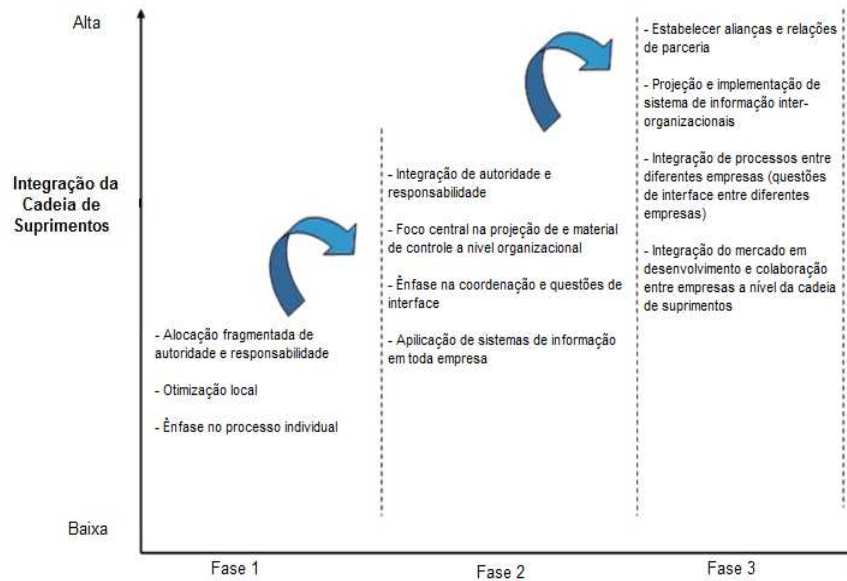 Alta
Integração da
Cadeia de
Suprimentos
Baixa
- Alocação fragmentada de
autoridade e responsabilidade
- Otimização local
- Ênfase no processo individual
- Integração de autoridade e
responsabilidade
- Foco central na projeção de e material
de controle a nível organizacional
- Ênfase na coordenação e questões de
interface
- Apilicação de sistemas de informação
em toda empresa
- Estabelecer alianças e relações
de parceria
- Projeção e implementação de
sistema de informação inter-
organizacionais
- Integração de processos entre
diferentes empresas (questões
de interface entre diferentes
empresas)
- Integração do mercado em
desenvolvimento e colaboração
entre empresas a nível da cadeia
de suprimentos
Fase 1
Fase 2
Fase 3